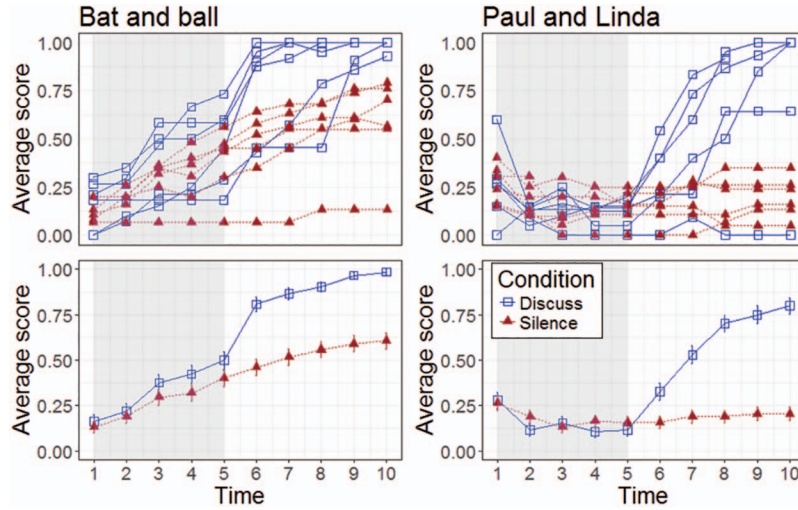 Bat and ball
Paul and Linda
Average score
1.00
0.75
0.50
0.25
0.00
Average score
1.00
0.75
0.50
0.25
0.00
Average score
1.00
0.75
0.50
0.25
0.00
1 2 3 4 5 6 7 8 9 10
Time
Average score
1.00
0.75
0.50
0.25
0.00
Condition
Discuss
Silence
1 2 3 4 5 6 7 8 9 10
Time